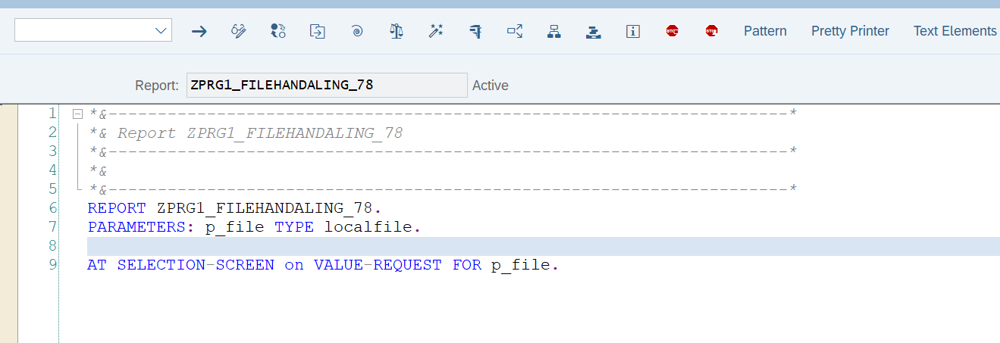 Pattern Pretty Printer Text Elements
Report: ZPRG1_FILEHANDALING_78 Active
1 *&---------------------------------------------------------------------*
2 *& Report ZPRG1_FILEHANDALING_78
3 *&---------------------------------------------------------------------*
4 *&
5 *&---------------------------------------------------------------------*
6 REPORT ZPRG1_FILEHANDALING_78.
7 PARAMETERS: p_file TYPE localfile.
8
9 AT SELECTION-SCREEN on VALUE-REQUEST FOR p_file.